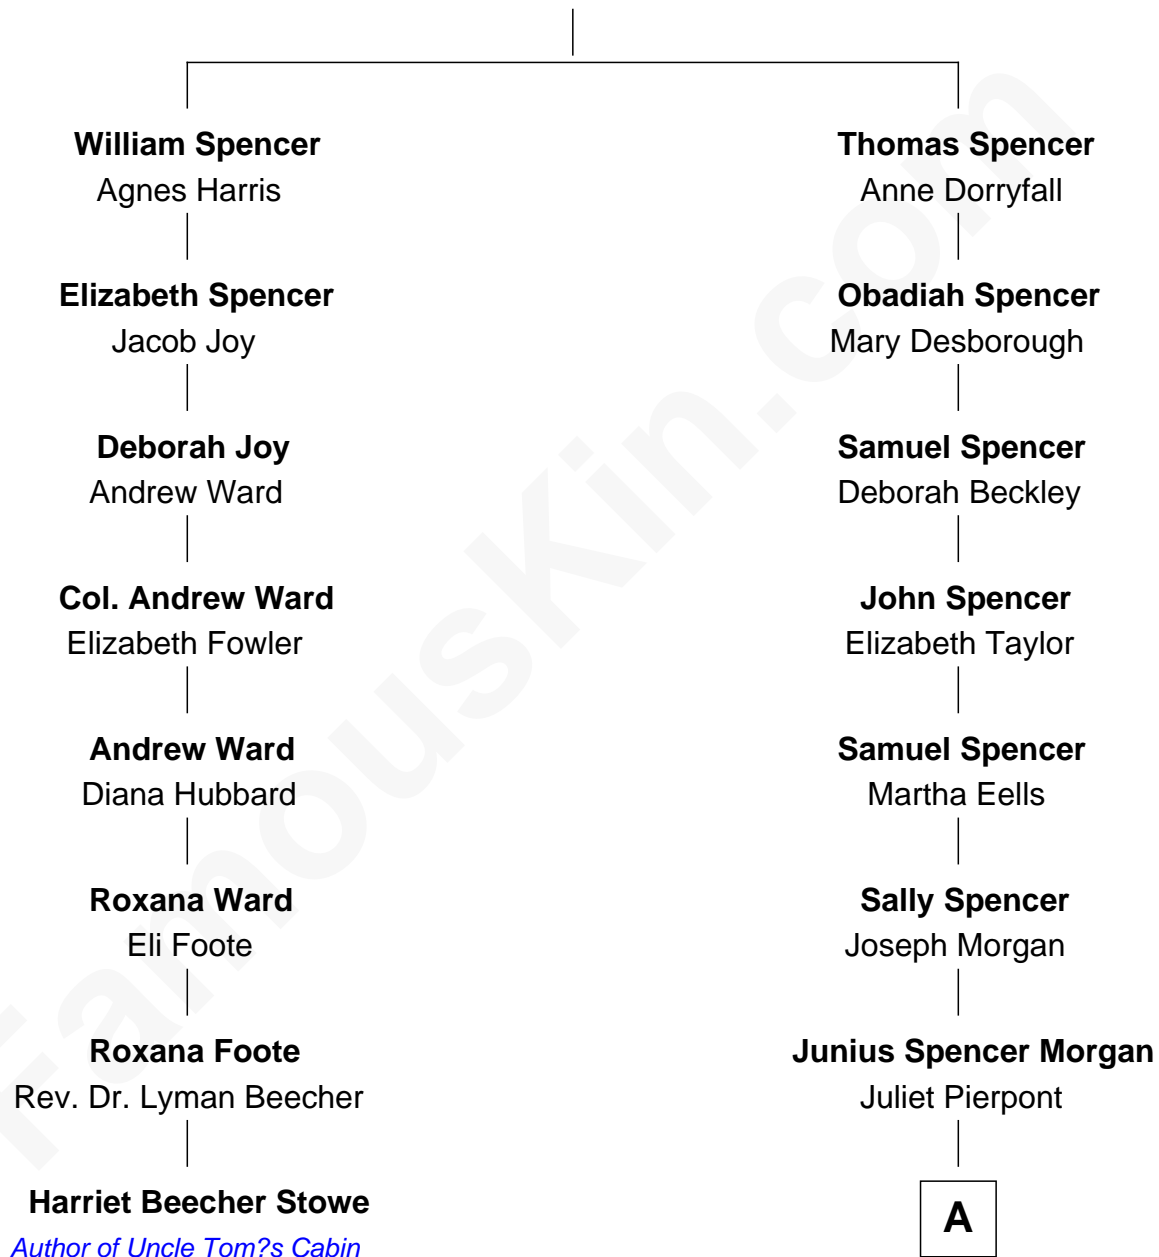 William Spencer
Agnes Harris
Elizabeth Spencer
Jacob Joy
Deborah Joy
Andrew Ward
Col. Andrew Ward
Elizabeth Fowler
Andrew Ward
Diana Hubbard
Roxana Ward
Eli Foote
Roxana Foote
Rev. Dr. Lyman Beecher
Harriet Beecher Stowe
Author of Uncle Tom?s Cabin
Thomas Spencer
Anne Dorryfall
Obadiah Spencer
Mary Desborough
Samuel Spencer
Deborah Beckley
John Spencer
Elizabeth Taylor
Samuel Spencer
Martha Eells
Sally Spencer
Joseph Morgan
Junius Spencer Morgan
Juliet Pierpont
A
FamousKin.com